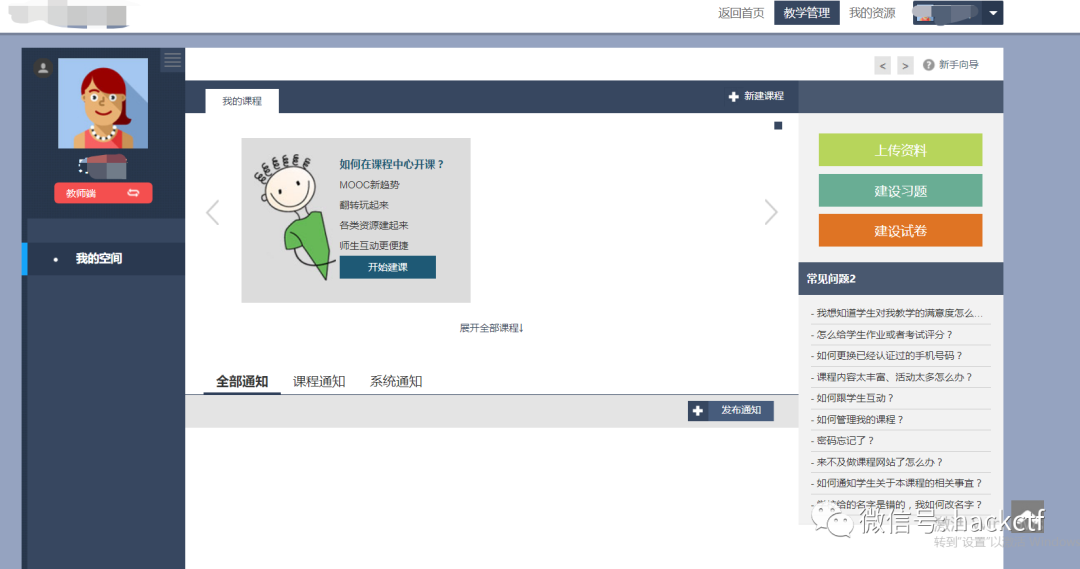 返回首页 教学管理 我的资源
< > ? 新手向导
我的课程 新建课程
教师端
我的空间
如何在课程中心开课？
MOOC新趋势
翻转玩起来
各类资源建起来
师生互动更便捷
开始建课
展开全部课程↓
全部通知 课程通知 系统通知
发布通知
上传资料
建设习题
建设试卷
常见问题2
- 我想知道学生对我教学的满意度怎么...
- 怎么给学生作业或者考试评分？
- 如何更换已经认证过的手机号码？
- 课程内容太丰富、活动太多怎么办？
- 如何跟学生互动？
- 如何管理我的课程？
- 密码忘记了？
- 来不及做课程网站了怎么办？
- 如何通知学生关于本课程的相关事宜？
给的名字是错的，我如何改名字？
微信号: hackctf
转到"设置"以